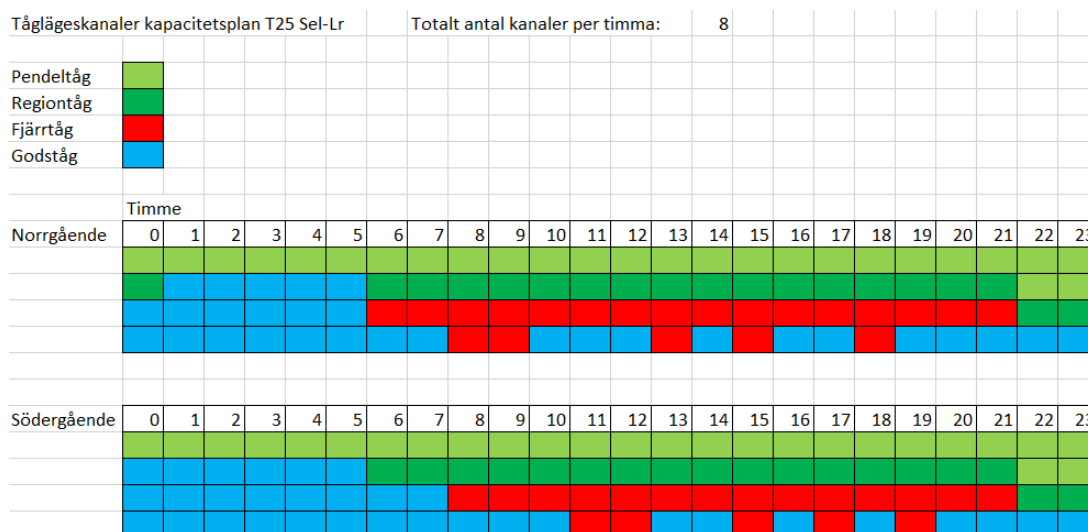 Tåglägeskanaler kapacitetsplan T25 Sel-Lr Totalt antal kanaler per timma: 8
Pendeltåg
Regiontåg
Fjärrtåg
Godståg
Timme
Norrgående 0 1 2 3 4 5 6 7 8 9 10 11 12 13 14 15 16 17 18 19 20 21 22 23
Södergående 0 1 2 3 4 5 6 7 8 9 10 11 12 13 14 15 16 17 18 19 20 21 22 23